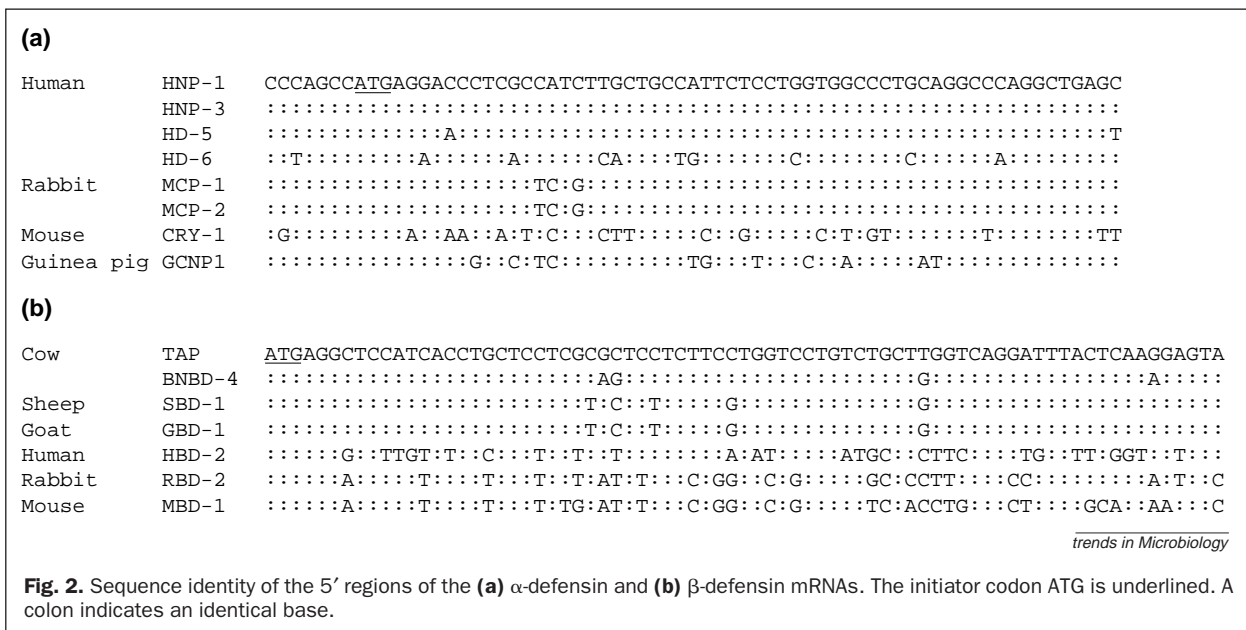 (a)
Human HNP-1 CCCAGCCATGAGGACCCTCGCCATCTTGCTGCCATTCTCCTGGTGGCCCTGCAGGCCCAGGCTGAGC
HNP-3 :::::::::::::::::::::::::::::::::::::::::::::::::::::::::::::::::::
HD-5 ::::::::::::::A:::::::::::::::::::::::::::::::::::::::::::::::::::T
HD-6 ::T:::::::::A::::::A::::::CA::::TG:::::::C::::::::C::::::A:::::::::
Rabbit MCP-1 :::::::::::::::::::::TC:G::::::::::::::::::::::::::::::::::::::::::
MCP-2 :::::::::::::::::::::TC:G::::::::::::::::::::::::::::::::::::::::::
Mouse CRY-1 :G:::::::::A::AA::A:T:C:::CTT:::::C::G:::::C:T:GT:::::::T::::::::TT
Guinea pig GCNP1 ::::::::::::::::G::C:TC::::::::::TG:::T:::C::A:::::AT::::::::::::::
(b)
Cow TAP ATGAGGCTCCATCACCTGCTCCTCGCGCTCCTCTTCCTGGTCCTGTCTGCTTGGTCAGGATTTACTCAAGGAGTA
BNBD-4 ::::::::::::::::::::::::::AG:::::::::::::::::::::::G:::::::::::::::::A:::::
Sheep SBD-1 :::::::::::::::::::::::::T:C::T:::::G::::::::::::::G:::::::::::::::::::::::
Goat GBD-1 :::::::::::::::::::::::::T:C::T:::::G::::::::::::::G:::::::::::::::::::::::
Human HBD-2 ::::::G::TTGT:T::C:::T::T::T::::::::A:AT:::::ATGC::CTTC::::TG::TT:GGT::T:::
Rabbit RBD-2 ::::::A:::::T::::T:::T::T:AT:T:::C:GG::C:G:::::GC:CCTT::::CC:::::::::A:T::C
Mouse MBD-1 ::::::A:::::T::::T:::T:TG:AT:T:::C:GG::C:G:::::TC:ACCTG:::CT::::GCA::AA:::C
trends in Microbiology
Fig. 2. Sequence identity of the 5′ regions of the (a) α-defensin and (b) β-defensin mRNAs. The initiator codon ATG is underlined. A
colon indicates an identical base.